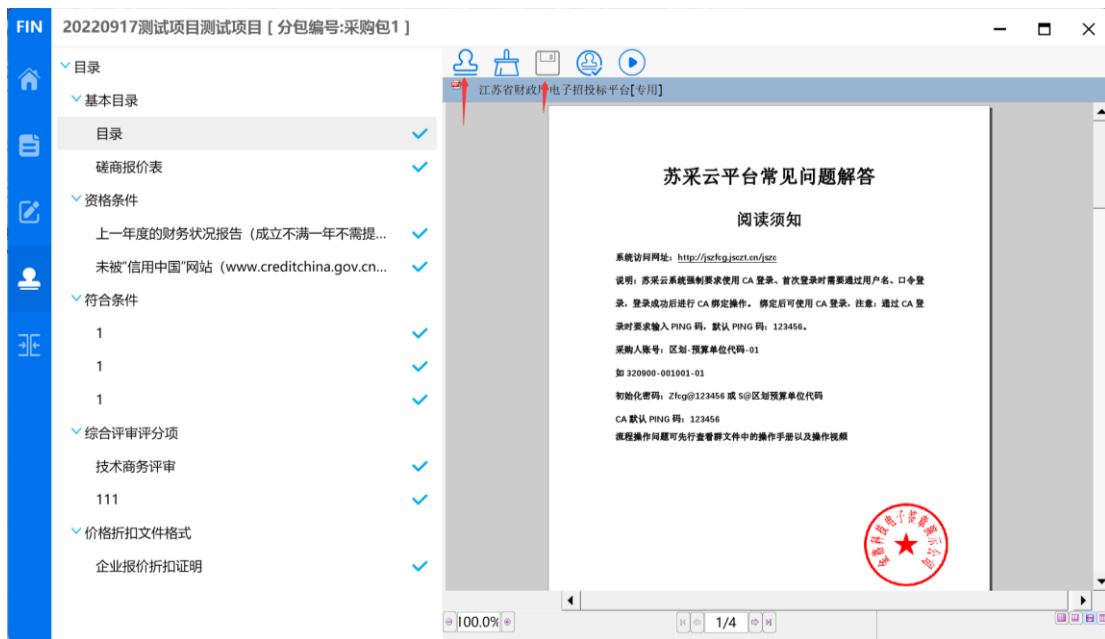 FIN
20220917测试项目测试项目 [ 分包编号:采购包1 ]
目录
基本目录
目录
磋商报价表
资格条件
上一年度的财务状况报告（成立不满一年不需提...
未被"信用中国"网站（www.creditchina.gov.cn...
符合条件
1
1
1
综合评审评分项
技术商务评审
111
价格折扣文件格式
企业报价折扣证明
江苏省财政厅电子招投标平台[专用]
苏采云平台常见问题解答
阅读须知
系统访问网址：http://jszfcg.jsczt.cn/jszc
说明：苏采云系统强制要求使用 CA 登录、首次登录时需要通过用户名、口令登
录，登录成功后进行 CA 绑定操作。 绑定后可使用 CA 登录，注意：通过 CA 登
录时要求输入 PING 码，默认 PING 码：123456。
采购人账号：区划-预算单位代码-01
如 320900-001001-01
初始化密码：Zfcg@123456 或 S@区划预算单位代码
CA 默认 PING 码：123456
流程操作问题可先行查看群文件中的操作手册以及操作视频
100.0%
1/4